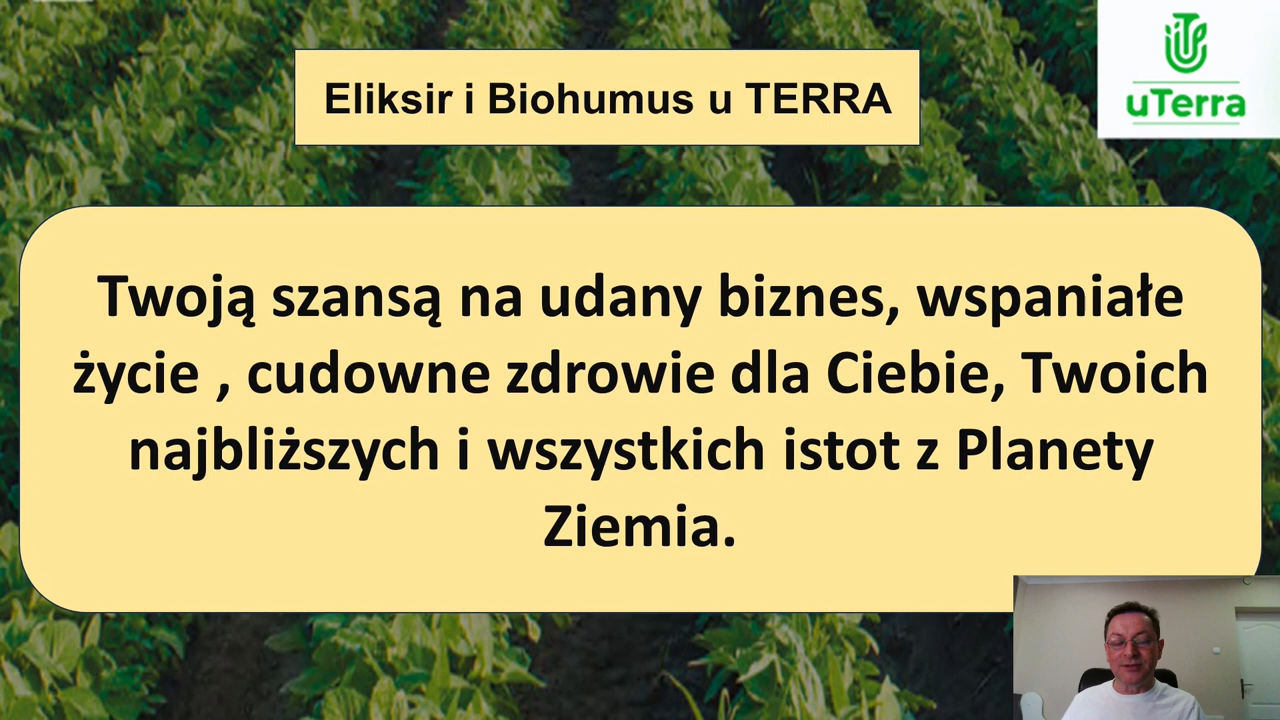 Eliksir i Biohumus u TERRA
uTerra
Twoją szansą na udany biznes, wspaniałe
życie , cudowne zdrowie dla Ciebie, Twoich
najbliższych i wszystkich istot z Planety
Ziemia.